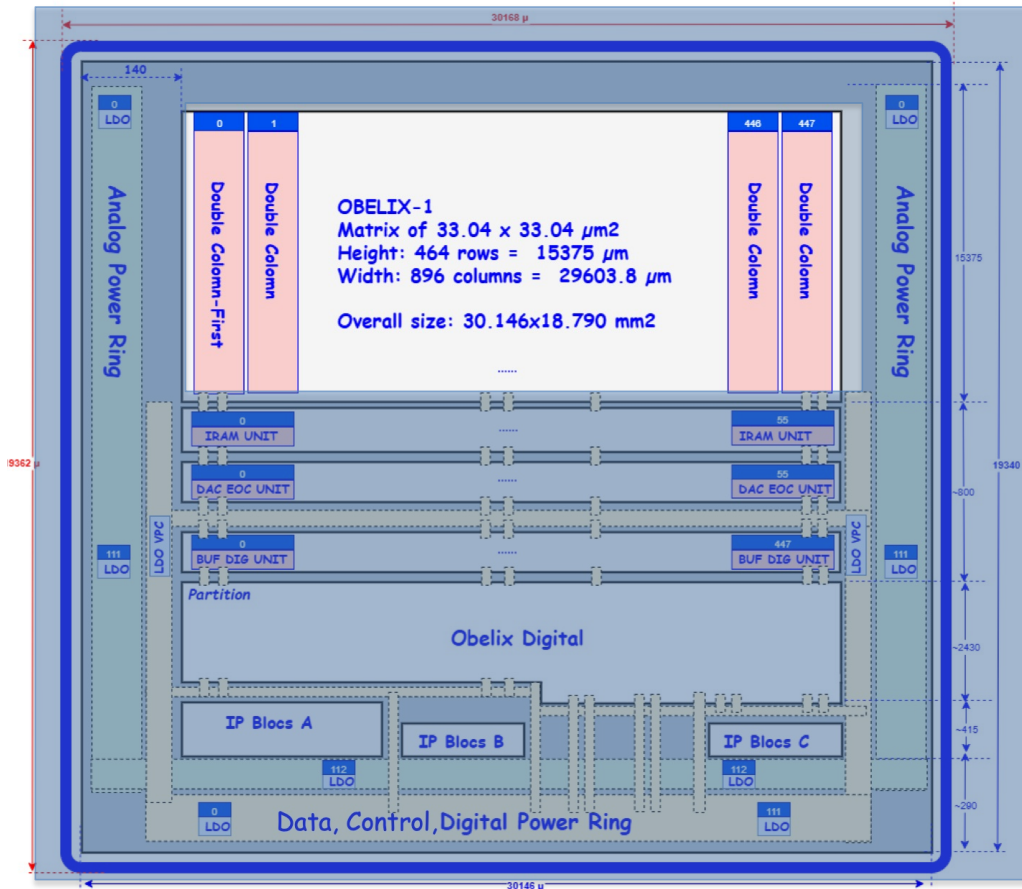 30168 µ
140
0
LDO
0
LDO
0
1
446
447
Analog Power Ring
Double Colamn-First
Double Colamn
OBELIX-1
Matrix of 33.04 x 33.04 µm2
Height: 464 rows = 15375 µm
Width: 896 columns = 29603.8 µm
Overall size: 30.146x18.790 mm2
Double Colamn
Double Colamn
Analog Power Ring
15375
......
0
IRAM UNIT
......
55
IRAM UNIT
19362 µ
19340
0
DAC EOC UNIT
55
DAC EOC UNIT
~800
LDO VPC
LDO VPC
111
LDO
0
BUF DIG UNIT
......
447
BUF DIG UNIT
111
LDO
Partition
Obelix Digital
~2430
IP Blocs A
IP Blocs B
IP Blocs C
~415
112
LDO
112
LDO
~290
0
LDO
Data, Control,Digital Power Ring
111
LDO
30146 µ